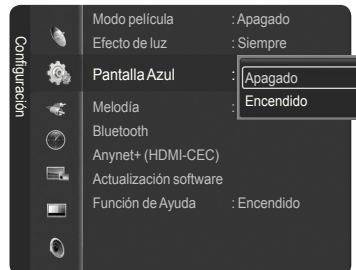 Configuración
Modo película : Apagado
Efecto de luz : Siempre
Pantalla Azul : Apagado
Encendido
Melodía :
Bluetooth
Anynet+ (HDMI-CEC)
Actualización software
Función de Ayuda : Encendido